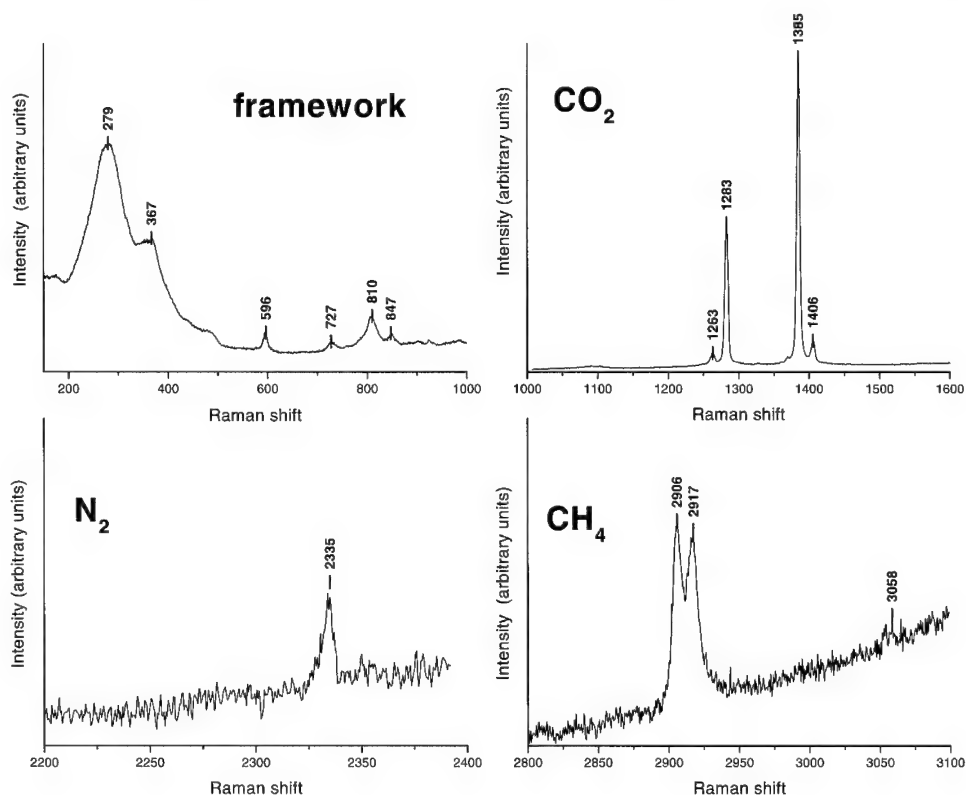 279
framework
Intensity (arbitrary units)
367
596
727
810
847
200 400 600 800 1000
Raman shift
1385
CO2
Intensity (arbitrary units)
1283
1263
1406
1000 1100 1200 1300 1400 1500 1600
Raman shift
N2
Intensity (arbitrary units)
2335
2200 2250 2300 2350 2400
Raman shift
2906
2917
CH4
Intensity (arbitrary units)
3058
2800 2850 2900 2950 3000 3050 3100
Raman shift